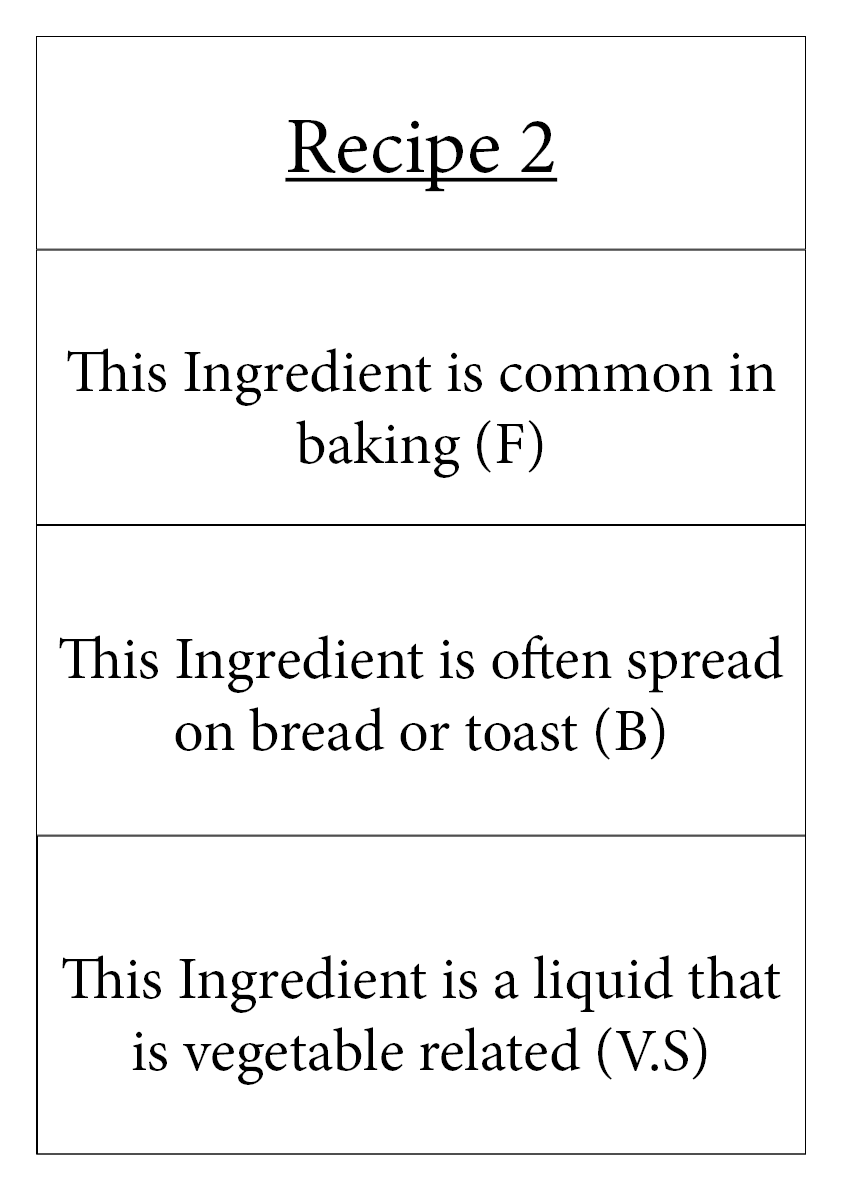 Recipe 2
This Ingredient is common in
baking (F)
This Ingredient is often spread
on bread or toast (B)
This Ingredient is a liquid that
is vegetable related (V.S)